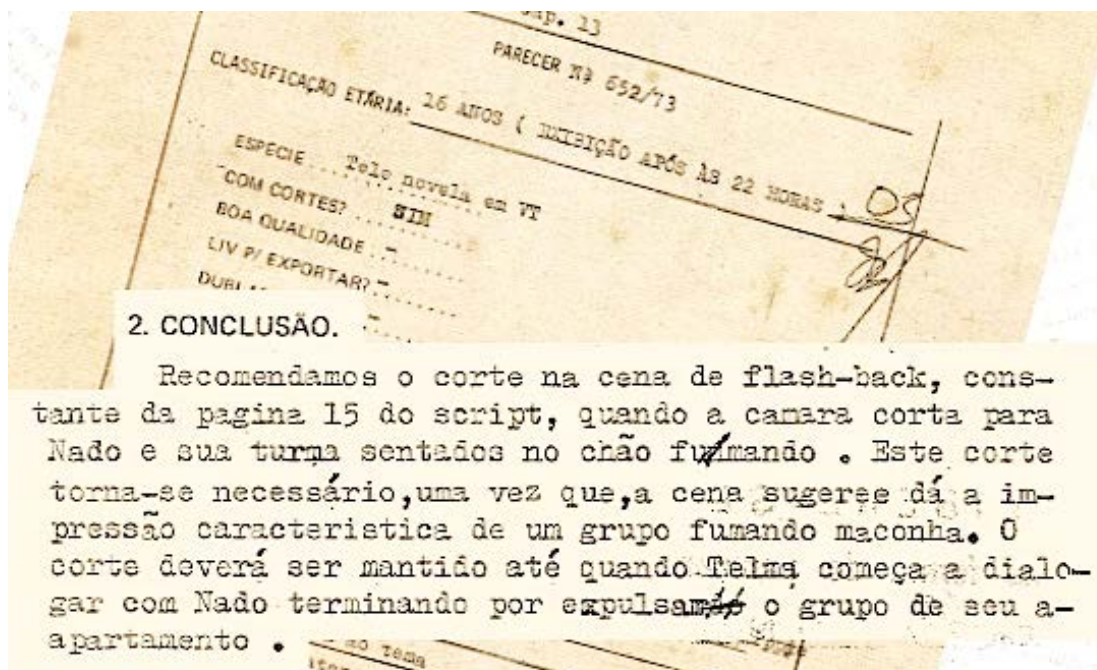 Cap. 13
PARECER Nº 652/73
CLASSIFICAÇÃO ETÁRIA: 16 ANOS ( EXIBIÇÃO APÓS ÀS 22 HORAS
ESPECIE... Tele novela em VT
COM CORTES? .... SIM
BOA QUALIDADE . -
LIV P/ EXPORTAR? -
2. CONCLUSÃO.
Recomendamos o corte na cena de flash-back, cons-
tante da pagina 15 do script, quando a camara corta para
Nado e sua turma sentados no chão fumando . Este corte
torna-se necessário,uma vez que,a cena sugere e dá a im-
pressão caracteristica de um grupo fumando maconha. O
corte deverá ser mantido até quando Telma começa a dialo-
gar com Nado terminando por expulsar o grupo de seu a-
apartamento .
ao tema